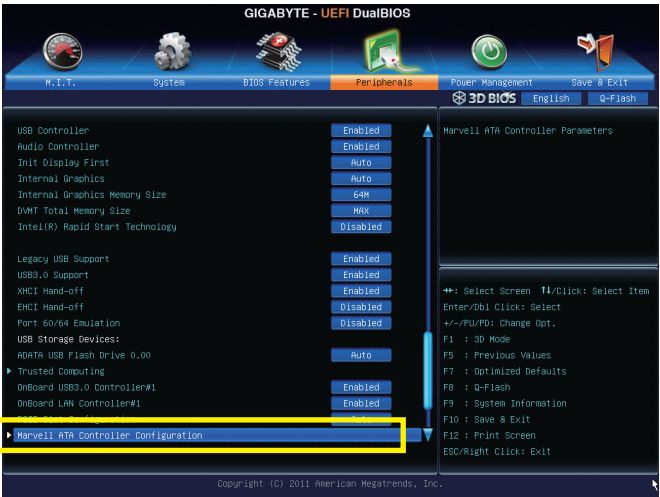 GIGABYTE - UEFI DualBIOS
M.I.T. System BIOS Features Peripherals Power Management Save & Exit
3D BIOS English Q-Flash
USB Controller Enabled
Audio Controller Enabled
Init Display First Auto
Internal Graphics Auto
Internal Graphics Memory Size 64M
DVMT Total Memory Size MAX
Intel(R) Rapid Start Technology Disabled
Legacy USB Support Enabled
USB3.0 Support Enabled
XHCI Hand-off Enabled
EHCI Hand-off Disabled
Port 60/64 Emulation Disabled
USB Storage Devices:
ADATA USB Flash Drive 0.00 Auto
Trusted Computing
OnBoard USB3.0 Controller#1 Enabled
OnBoard LAN Controller#1 Enabled
Marvell ATA Controller Configuration
Marvell ATA Controller Parameters
→←: Select Screen ↑↓/Click: Select Item
Enter/Dbl Click: Select
+/-/PU/PD: Change Opt.
F1 : 3D Mode
F5 : Previous Values
F7 : Optimized Defaults
F8 : Q-Flash
F9 : System Information
F10 : Save & Exit
F12 : Print Screen
ESC/Right Click: Exit
Copyright (C) 2011 American Megatrends, Inc.